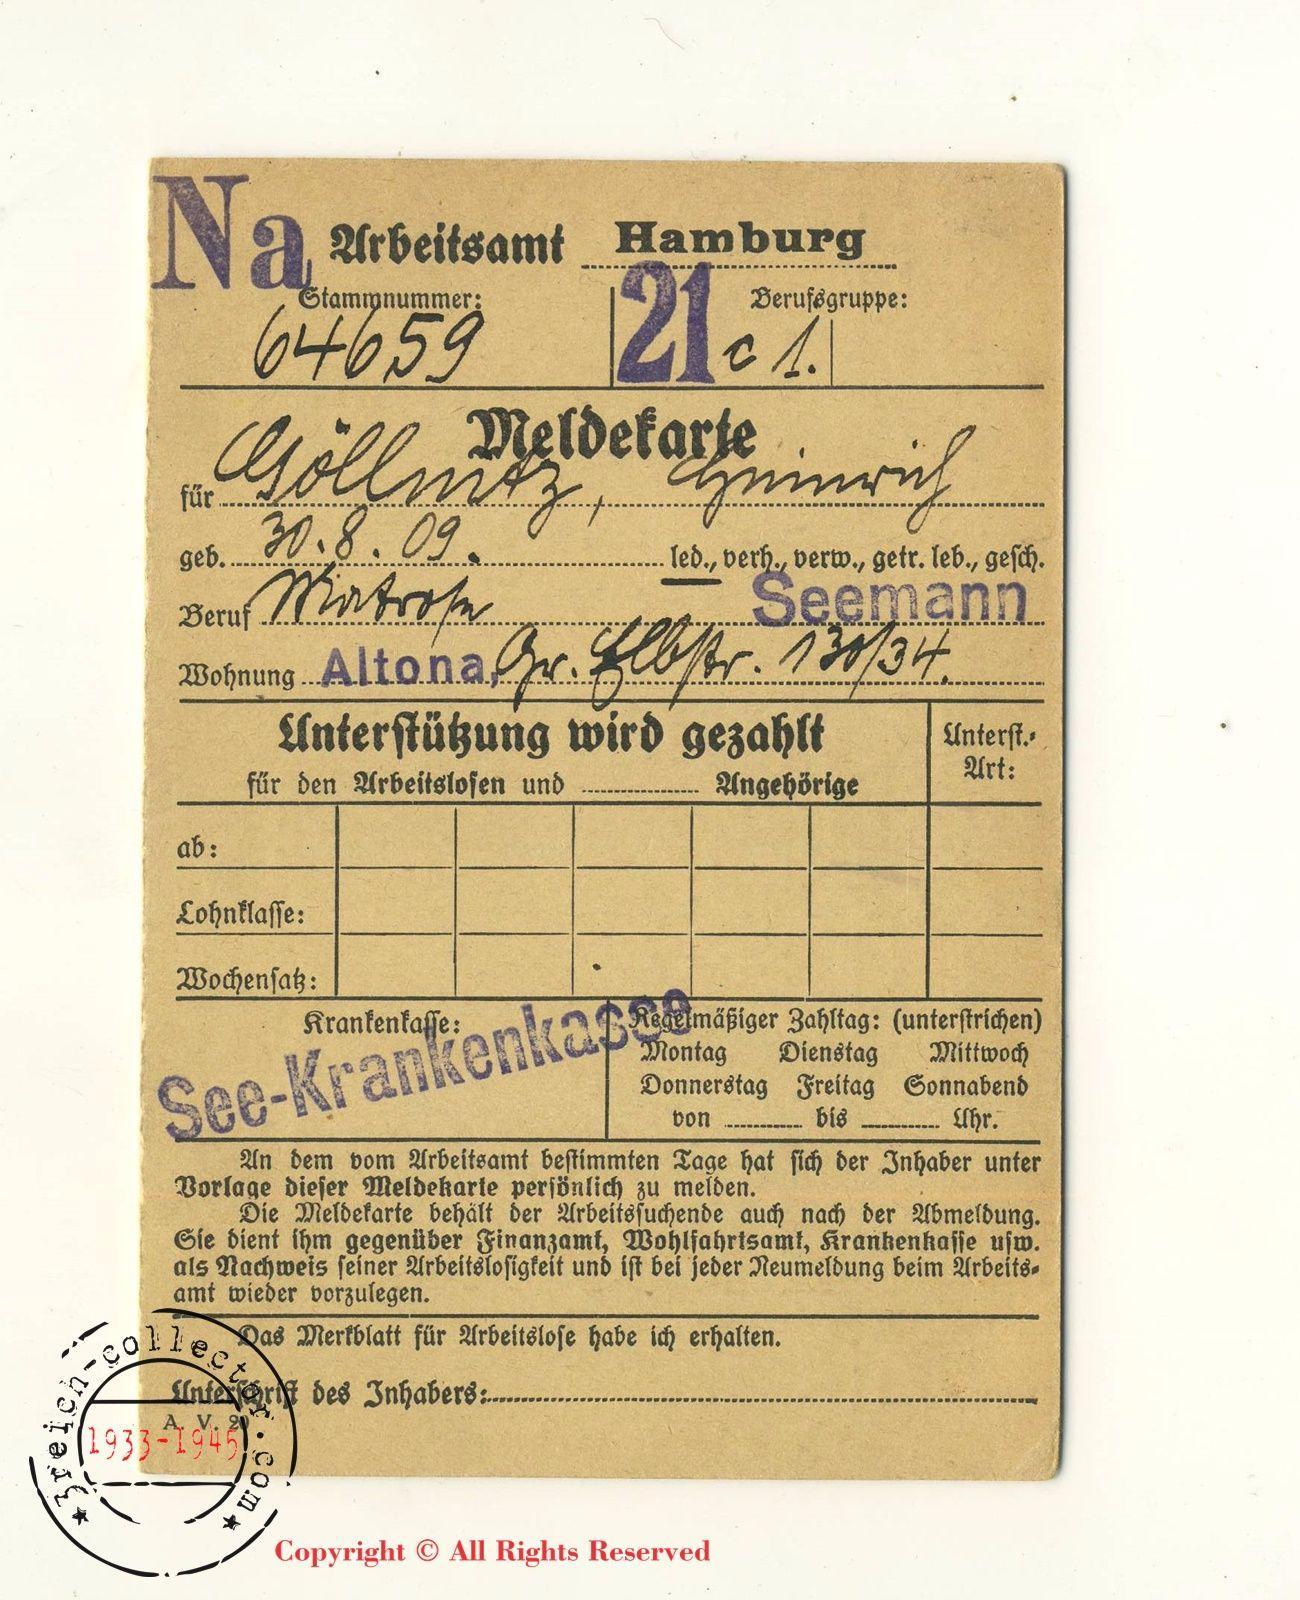 Na Arbeitsamt Hamburg
Stammnummer: Berufsgruppe:
64659 21 c 1.
Meldekarte
für Göllnitz, Heinrich
geb. 30.8.09. led., verh., verw., getr. leb., gesch.
Beruf Matrose Seemann
Wohnung Altona, Gr. Elbstr. 130/34.
Unterstützung wird gezahlt Unterst.-
für den Arbeitslosen und Angehörige Art:
ab:
Lohnklasse:
Wochensatz:
Krankenkasse: Regelmäßiger Zahltag: (unterstrichen)
See-Krankenkasse
Montag Dienstag Mittwoch
Donnerstag Freitag Sonnabend
von bis Uhr.
An dem vom Arbeitsamt bestimmten Tage hat sich der Inhaber unter
Vorlage dieser Meldekarte persönlich zu melden.
Die Meldekarte behält der Arbeitsuchende auch nach der Abmeldung.
Sie dient ihm gegenüber Finanzamt, Wohlfahrtsamt, Krankenkasse usw.
als Nachweis seiner Arbeitslosigkeit und ist bei jeder Neumeldung beim Arbeits-
amt wieder vorzulegen.
Das Merkblatt für Arbeitslose habe ich erhalten.
Unterschrift des Inhabers:
A. V. 2
3reich-collector.com
1933-1945
Copyright © All Rights Reserved